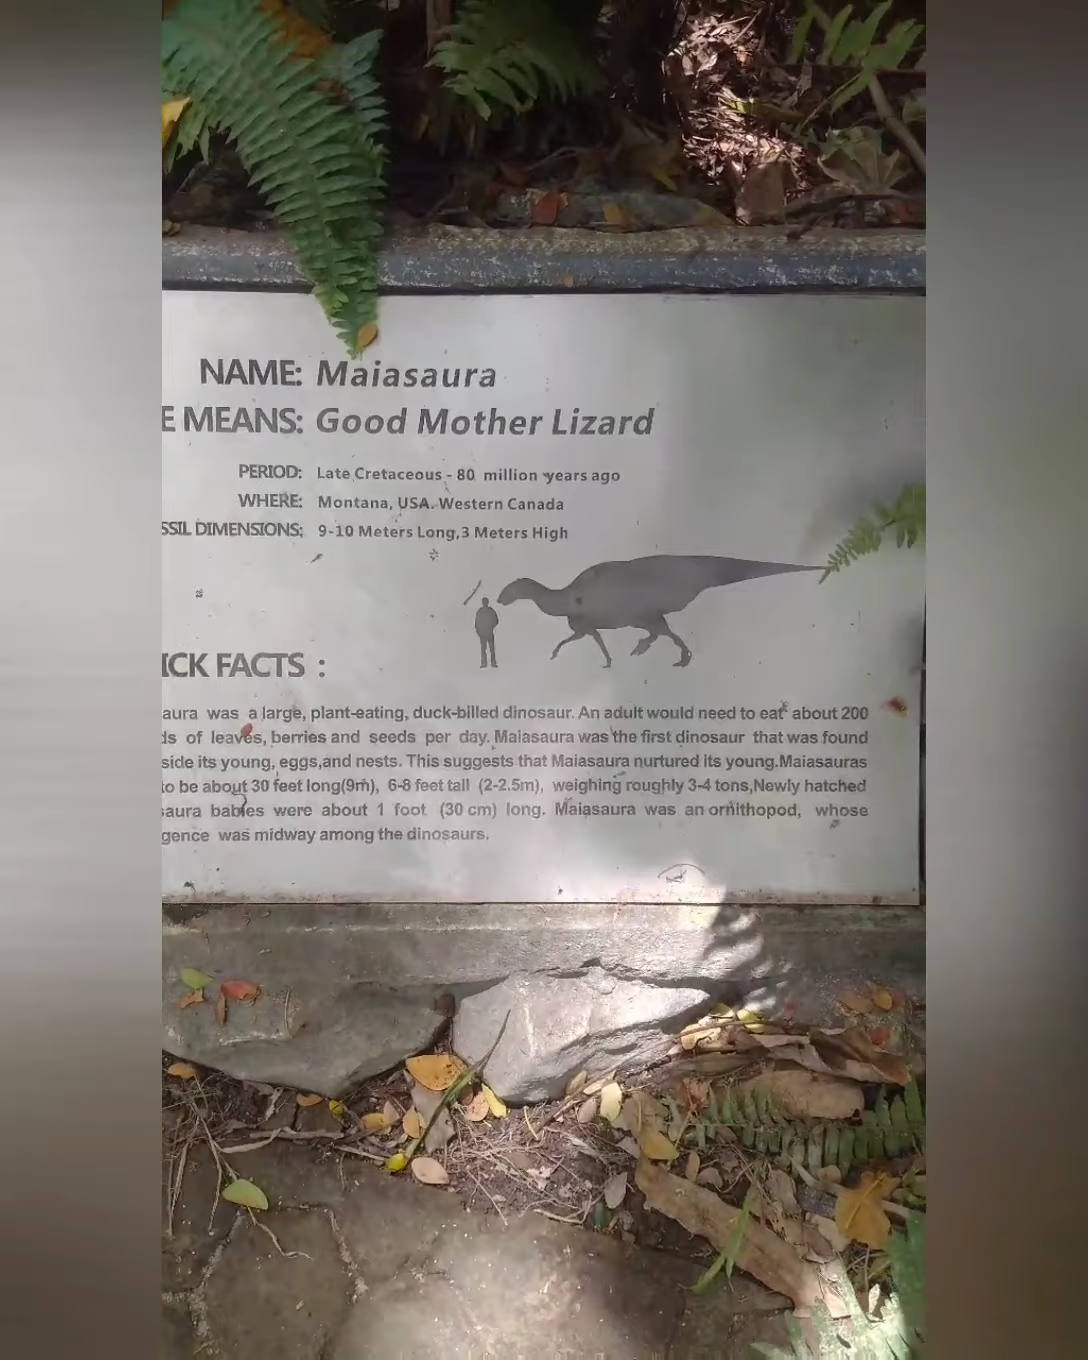 NAME: Maiasaura
E MEANS: Good Mother Lizard
PERIOD: Late Cretaceous - 80 million years ago
WHERE: Montana, USA. Western Canada
SSIL DIMENSIONS: 9-10 Meters Long,3 Meters High
ICK FACTS :
aura was a large, plant-eating, duck-billed dinosaur. An adult would need to eat about 200
ds of leaves, berries and seeds per day. Maiasaura was the first dinosaur that was found
side its young, eggs,and nests. This suggests that Maiasaura nurtured its young.Maiasauras
to be about 30 feet long(9m), 6-8 feet tall (2-2.5m), weighing roughly 3-4 tons,Newly hatched
saura babies were about 1 foot (30 cm) long. Maiasaura was an ornithopod, whose
gence was midway among the dinosaurs.